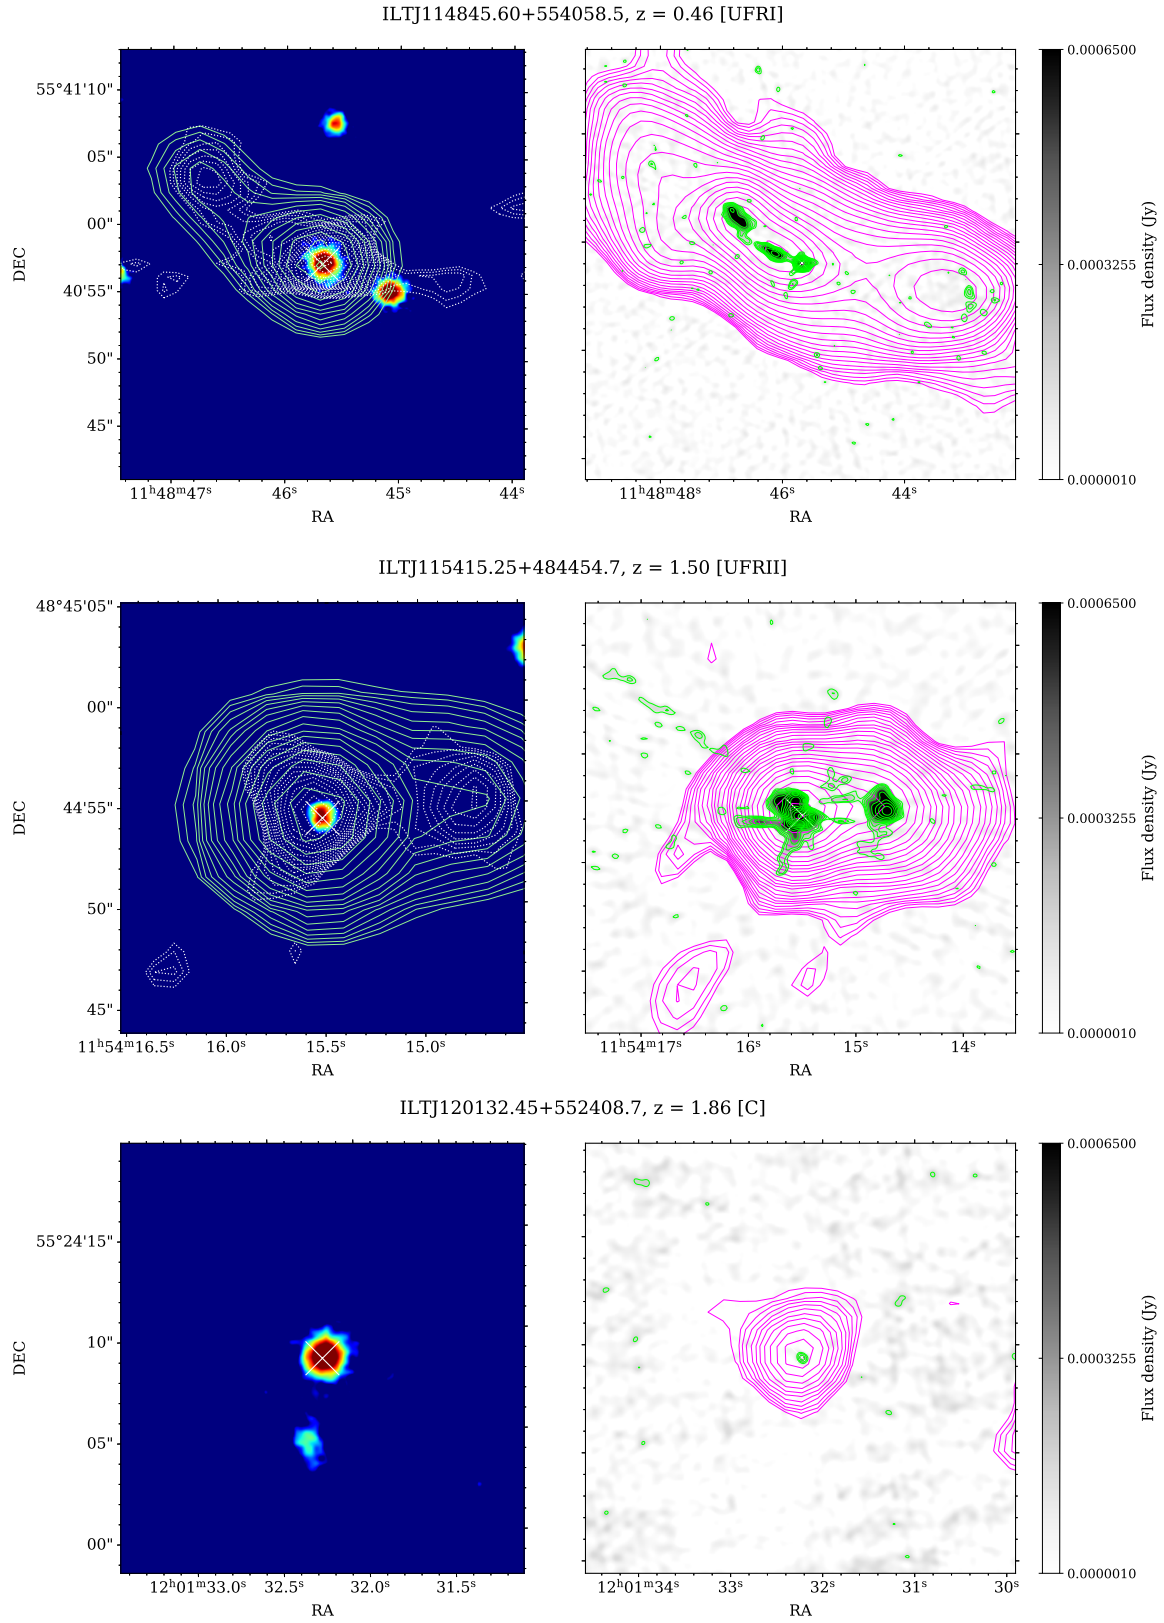 ILTJ114845.60+554058.5, z = 0.46 [UFRI]
55°41'10"
05"
00"
40'55"
50"
45"
DEC
11ʰ48ᵐ47ˢ 46ˢ 45ˢ 44ˢ
RA
11ʰ48ᵐ48ˢ 46ˢ 44ˢ
RA
0.0006500
0.0003255
0.0000010
Flux density (Jy)
ILTJ115415.25+484454.7, z = 1.50 [UFRII]
48°45'05"
00"
44'55"
50"
45"
DEC
11ʰ54ᵐ16.5ˢ 16.0ˢ 15.5ˢ 15.0ˢ
RA
11ʰ54ᵐ17ˢ 16ˢ 15ˢ 14ˢ
RA
0.0006500
0.0003255
0.0000010
Flux density (Jy)
ILTJ120132.45+552408.7, z = 1.86 [C]
55°24'15"
10"
05"
00"
DEC
12ʰ01ᵐ33.0ˢ 32.5ˢ 32.0ˢ 31.5ˢ
RA
12ʰ01ᵐ34ˢ 33ˢ 32ˢ 31ˢ 30ˢ
RA
0.0006500
0.0003255
0.0000010
Flux density (Jy)